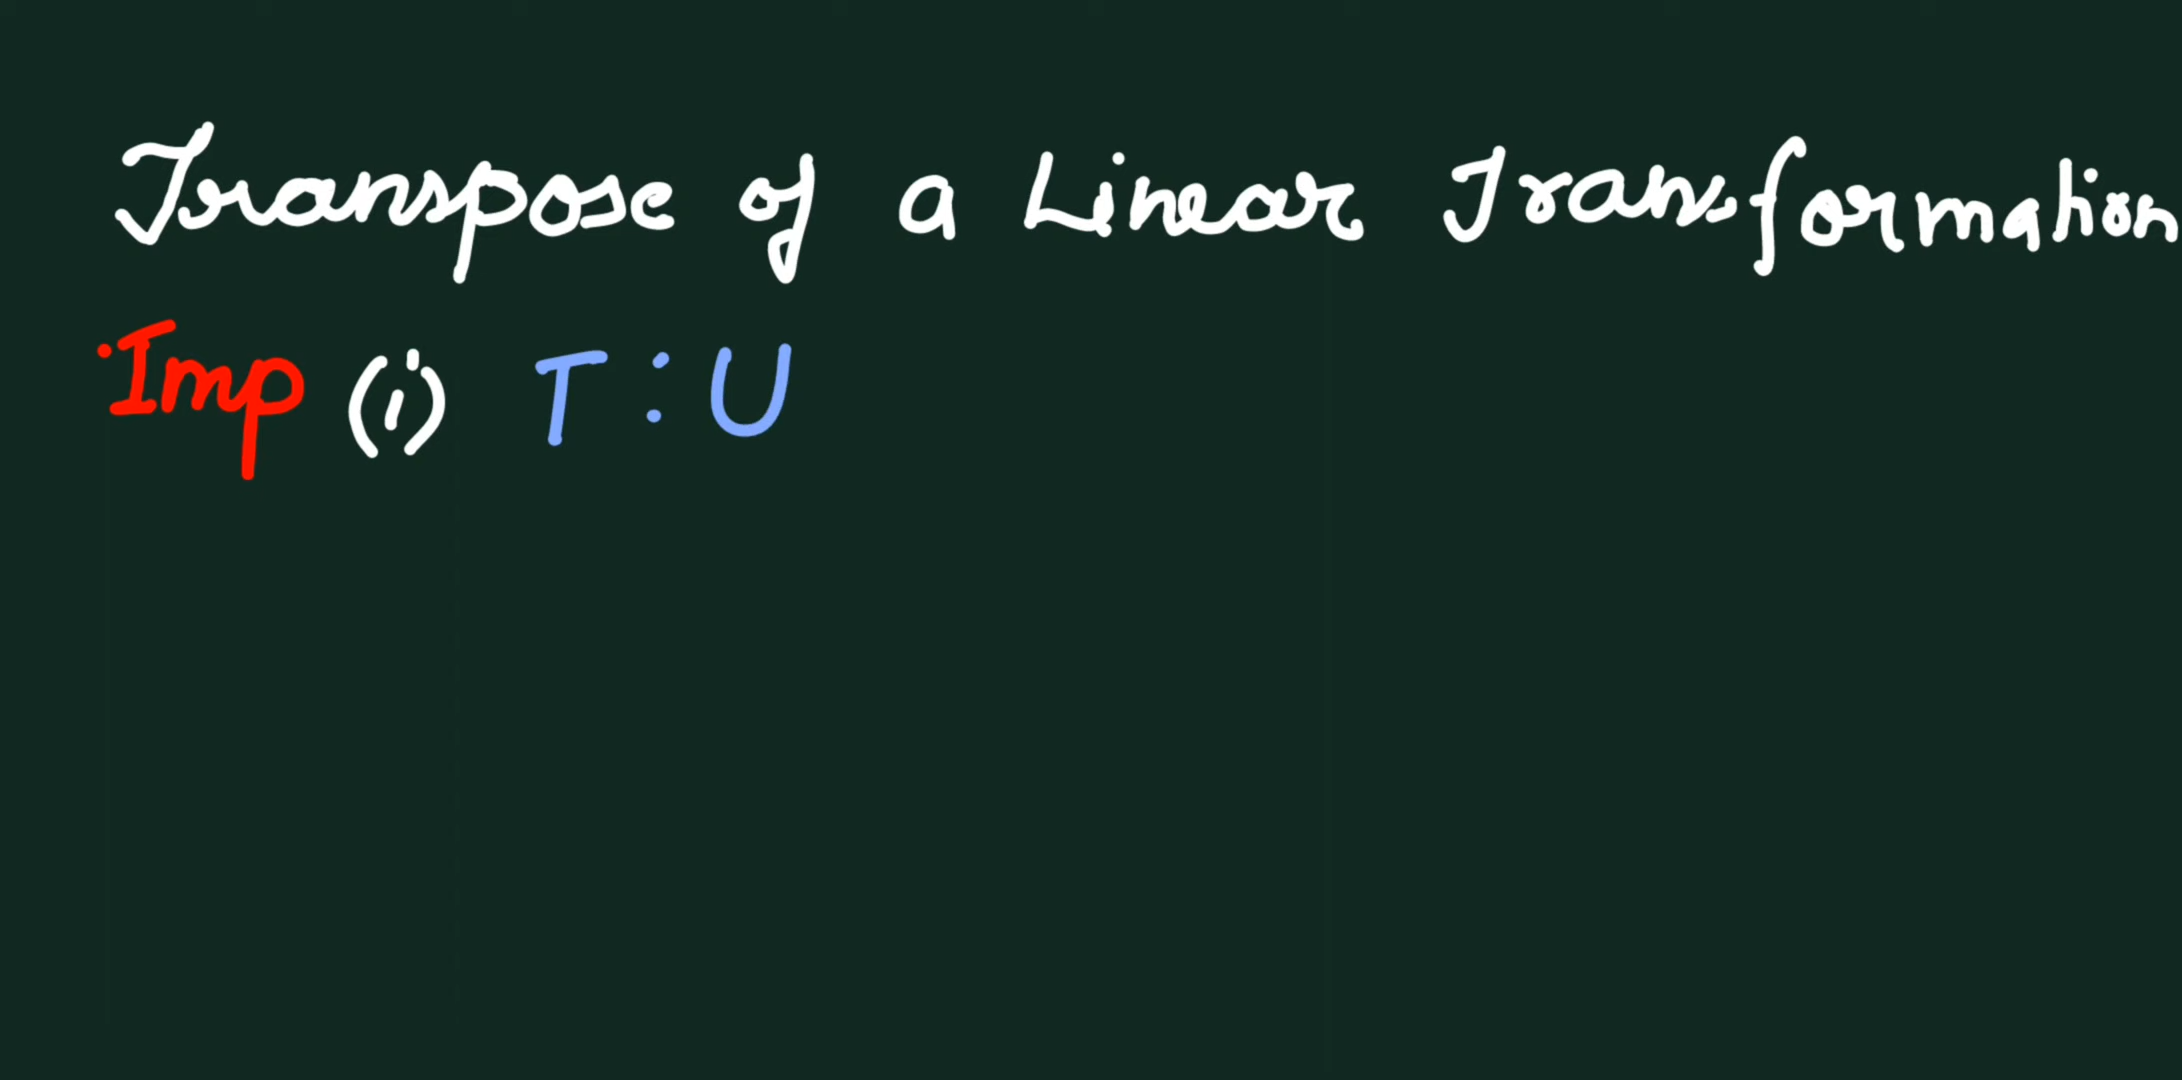 Transpose of a Linear Transformation
Imp (i) T : U